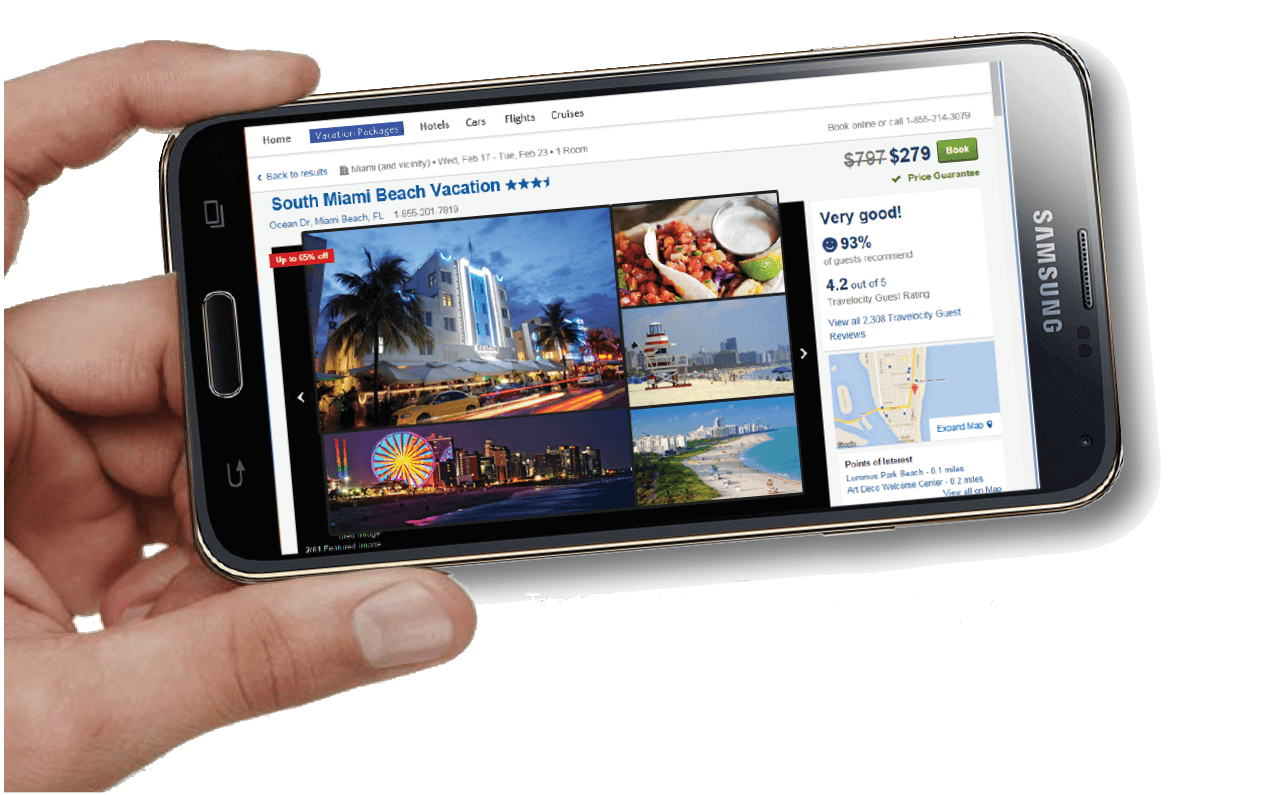 Home Vacation Packages Hotels Cars Flights Cruises
Book online or call 1-855-214-3079
Back to results Miami (and vicinity) • Wed, Feb 17 - Tue, Feb 23 • 1 Room
$797 $279 Book
Price Guarantee
South Miami Beach Vacation
Ocean Dr, Miami Beach, FL 1-855-201-7819
Up to 65% off
Very good!
93%
of guests recommend
4.2 out of 5
Travelocity Guest Rating
View all 2,308 Travelocity Guest
Reviews
Expand Map
Points of Interest
Lummus Park Beach - 0.1 miles
Art Deco Welcome Center - 0.2 miles
View all on Map
2/61 Featured Image
SAMSUNG